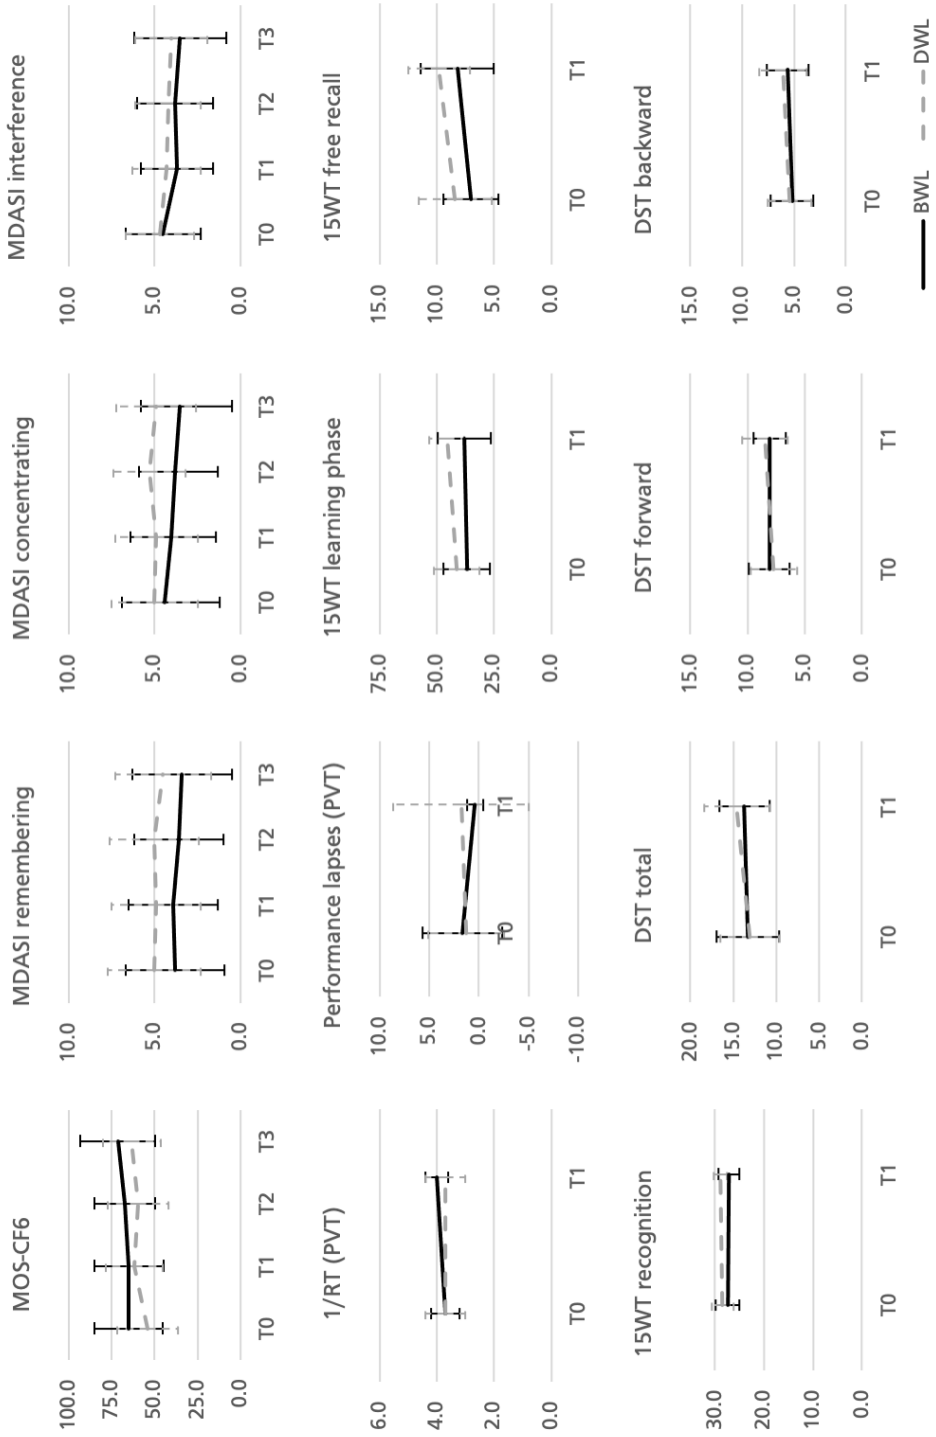 MOS-CF6
100.0
75.0
50.0
25.0
0.0
T0 T1 T2 T3
MDASI remembering
10.0
5.0
0.0
T0 T1 T2 T3
MDASI concentrating
10.0
5.0
0.0
T0 T1 T2 T3
MDASI interference
10.0
5.0
0.0
T0 T1 T2 T3
1/RT (PVT)
6.0
4.0
2.0
0.0
T0 T1
Performance lapses (PVT)
10.0
5.0
0.0
-5.0
-10.0
T0 T1
15WT learning phase
75.0
50.0
25.0
0.0
T0 T1
15WT free recall
15.0
10.0
5.0
0.0
T0 T1
15WT recognition
30.0
20.0
10.0
0.0
T0 T1
DST total
20.0
15.0
10.0
5.0
0.0
T0 T1
DST forward
15.0
10.0
5.0
0.0
T0 T1
DST backward
15.0
10.0
5.0
0.0
T0 T1
BWL DWL